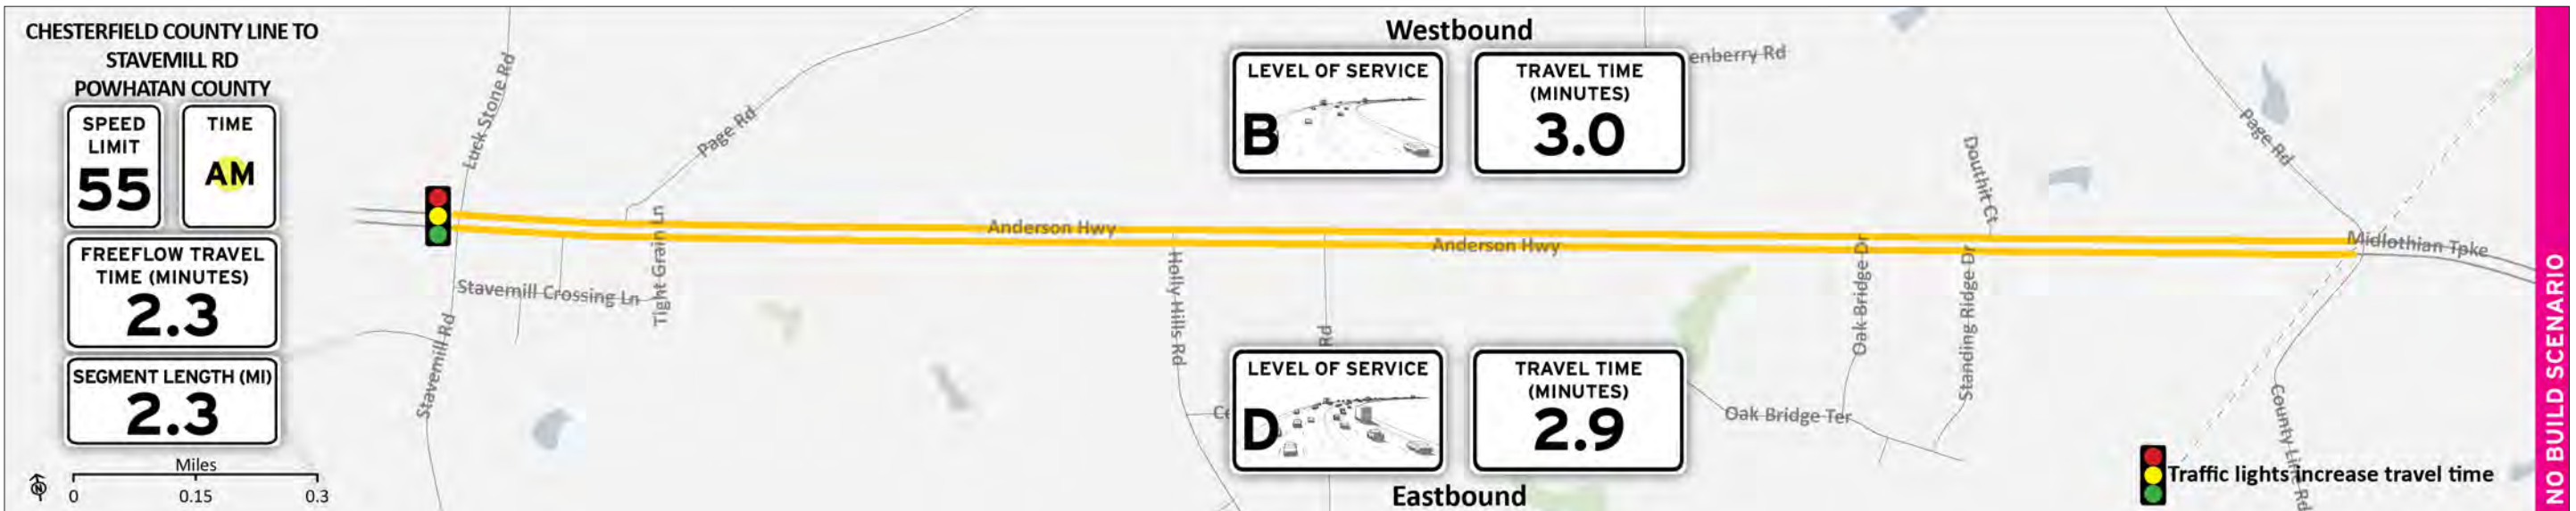 CHESTERFIELD COUNTY LINE TO
STAVEMILL RD
POWHATAN COUNTY
SPEED
LIMIT
55
TIME
AM
FREEFLOW TRAVEL
TIME (MINUTES)
2.3
SEGMENT LENGTH (MI)
2.3
Miles
0
0.15
0.3
Luck Stone Rd
Page Rd
Tight Grain Ln
Stavemill Crossing Ln
Stavemill Rd
Anderson Hwy
Anderson Hwy
Holly Hills Rd
Rd
Westbound
LEVEL OF SERVICE
B
TRAVEL TIME
(MINUTES)
3.0
enberry Rd
LEVEL OF SERVICE
D
TRAVEL TIME
(MINUTES)
2.9
Eastbound
Oak Bridge Ter
Oak Bridge Dr
Standing Ridge Dr
Douthit Ct
Page Rd
Midlothian Tpke
County Line Rd
Traffic lights increase travel time
NO BUILD SCENARIO